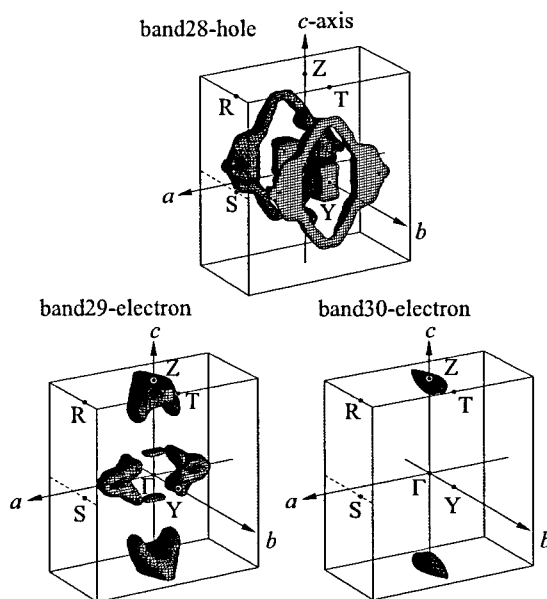 band28-hole
c-axis
Z
R
T
a
S
Y
b
band29-electron
c
Z
R
T
Γ
a
S
Y
b
band30-electron
c
Z
R
T
a
Γ
S
Y
b